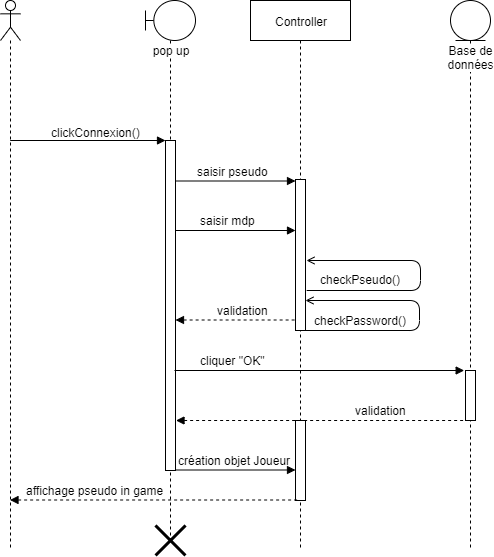 Controller
pop up
Base de
données
clickConnexion()
saisir pseudo
saisir mdp
checkPseudo()
validation
checkPassword()
cliquer "OK"
validation
création objet Joueur
affichage pseudo in game